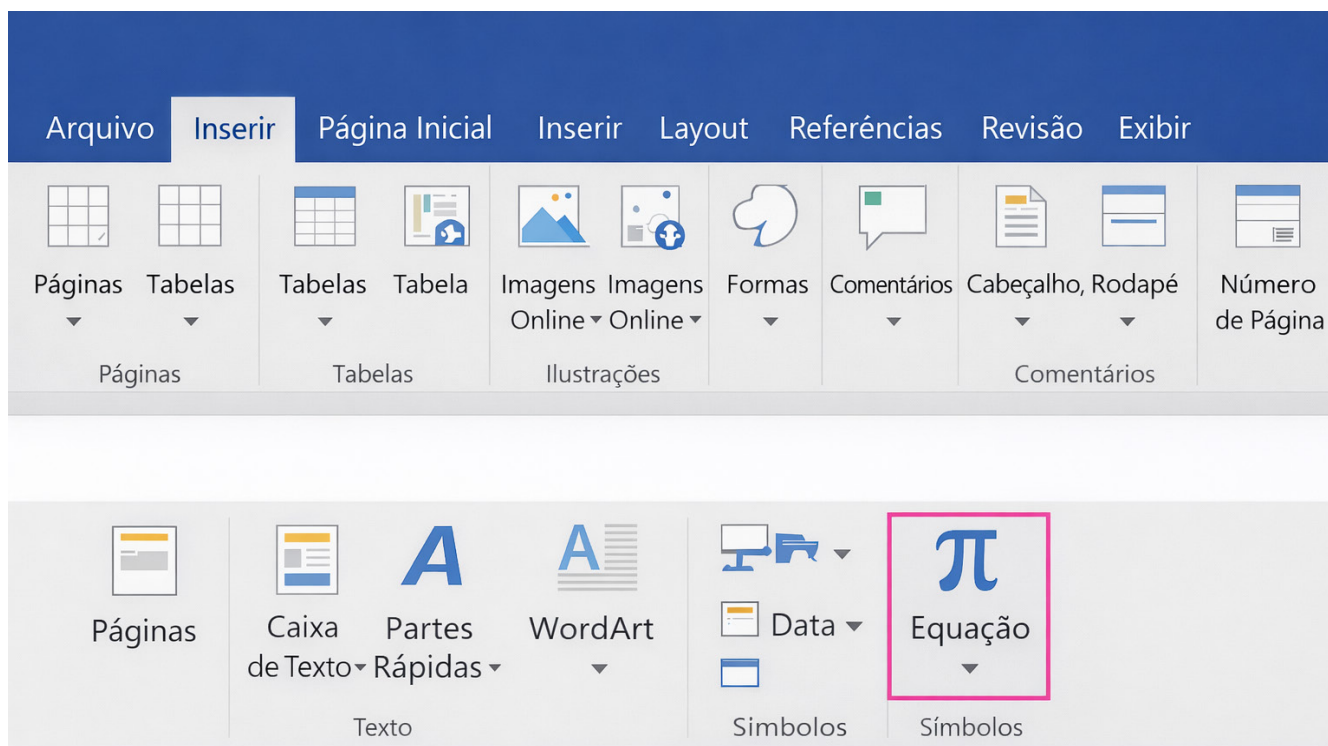 Arquivo Inserir Página Inicial Inserir Layout Referéncias Revisão Exibir
Páginas Tabelas Tabelas Tabela Imagens Imagens Formas Comentários Cabeçalho, Rodapé Número
Online Online de Página
Páginas Tabelas Ilustrações Comentários
A A π
Páginas Caixa Partes WordArt Data Equação
de Texto Rápidas
Texto Simbolos Símbolos